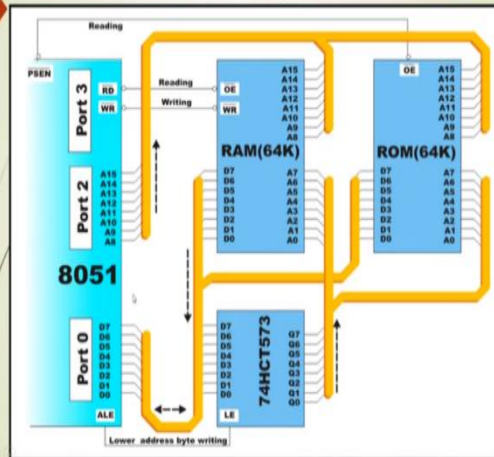 Reading
PSEN
Port 3
RD
WR
Reading
Writing
Port 2
A15
A14
A13
A12
A11
A10
A9
A8
8051
Port 0
D7
D6
D5
D4
D3
D2
D1
D0
ALE
Lower address byte writing
OE
WR
A15
A14
A13
A12
A11
A10
A9
A8
RAM(64K)
D7
D6
D5
D4
D3
D2
D1
D0
A7
A6
A5
A4
A3
A2
A1
A0
OE
A15
A14
A13
A12
A11
A10
A9
A8
ROM(64K)
D7
D6
D5
D4
D3
D2
D1
D0
A7
A6
A5
A4
A3
A2
A1
A0
D7
D6
D5
D4
D3
D2
D1
D0
74HCT573
Q7
Q6
Q5
Q4
Q3
Q2
Q1
Q0
LE